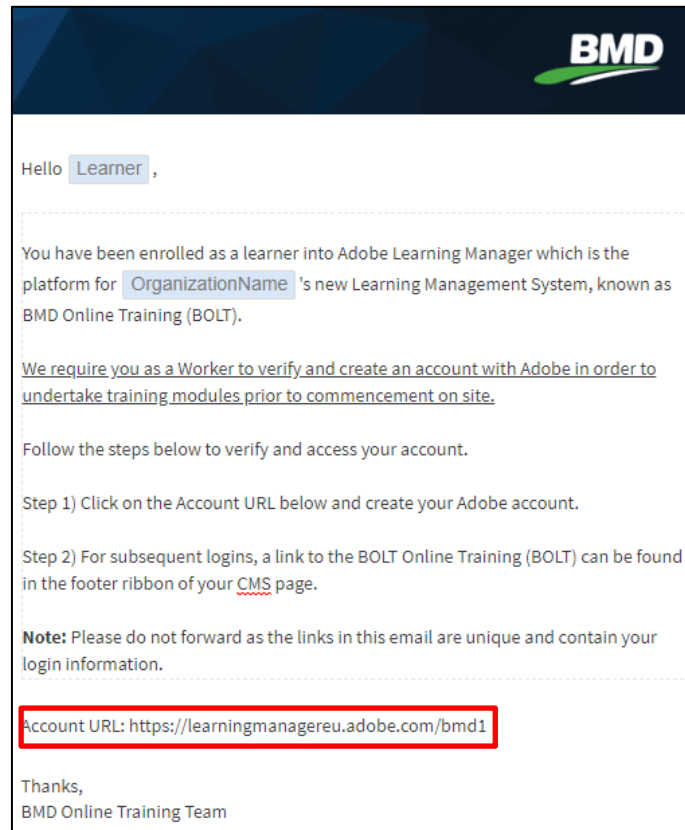 BMD
Hello Learner ,
You have been enrolled as a learner into Adobe Learning Manager which is the
platform for OrganizationName 's new Learning Management System, known as
BMD Online Training (BOLT).
We require you as a Worker to verify and create an account with Adobe in order to
undertake training modules prior to commencement on site.
Follow the steps below to verify and access your account.
Step 1) Click on the Account URL below and create your Adobe account.
Step 2) For subsequent logins, a link to the BOLT Online Training (BOLT) can be found
in the footer ribbon of your CMS page.
Note: Please do not forward as the links in this email are unique and contain your
login information.
Account URL: https://learningmanagereu.adobe.com/bmd1
Thanks,
BMD Online Training Team